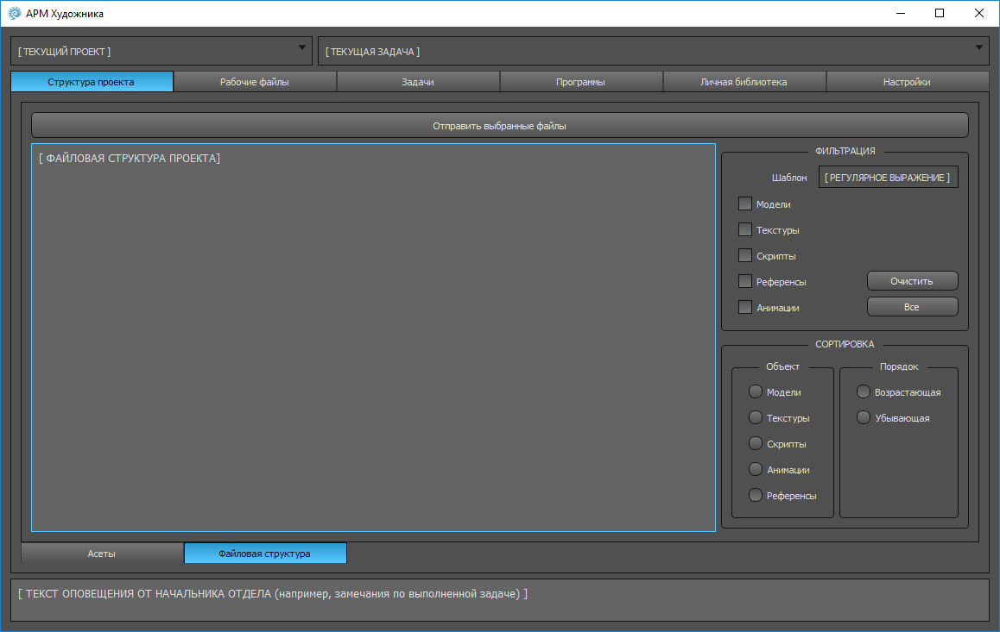 АРМ Художника
[ ТЕКУЩИЙ ПРОЕКТ ]
[ ТЕКУЩАЯ ЗАДАЧА ]
Структура проекта
Рабочие файлы
Задачи
Программы
Личная библиотека
Настройки
Отправить выбранные файлы
[ ФАЙЛОВАЯ СТРУКТУРА ПРОЕКТА]
ФИЛЬТРАЦИЯ
Шаблон
[ РЕГУЛЯРНОЕ ВЫРАЖЕНИЕ ]
Модели
Текстуры
Скрипты
Референсы
Очистить
Анимации
Все
СОРТИРОВКА
Объект
Модели
Текстуры
Скрипты
Анимации
Референсы
Порядок
Возрастающая
Убывающая
Асеты
Файловая структура
[ ТЕКСТ ОПОВЕЩЕНИЯ ОТ НАЧАЛЬНИКА ОТДЕЛА (например, замечания по выполненной задаче) ]